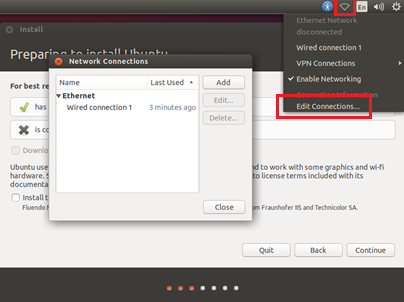 En
Install
Ethernet Network
disconnected
Wired connection 1
VPN Connections
Enable Networking
Connection Information
Edit Connections...
Preparing to install Ubuntu
For best re
has
is co
Downlo
Ubuntu use
nd to work with some graphics and wi-fi
hardware. S
to license terms included with its
documenta
Install t
Fluendo M
om Fraunhofer IIS and Technicolor SA.
Network Connections
Name
Last Used
Ethernet
Wired connection 1
3 minutes ago
Add
Edit...
Delete...
Close
Quit
Back
Continue